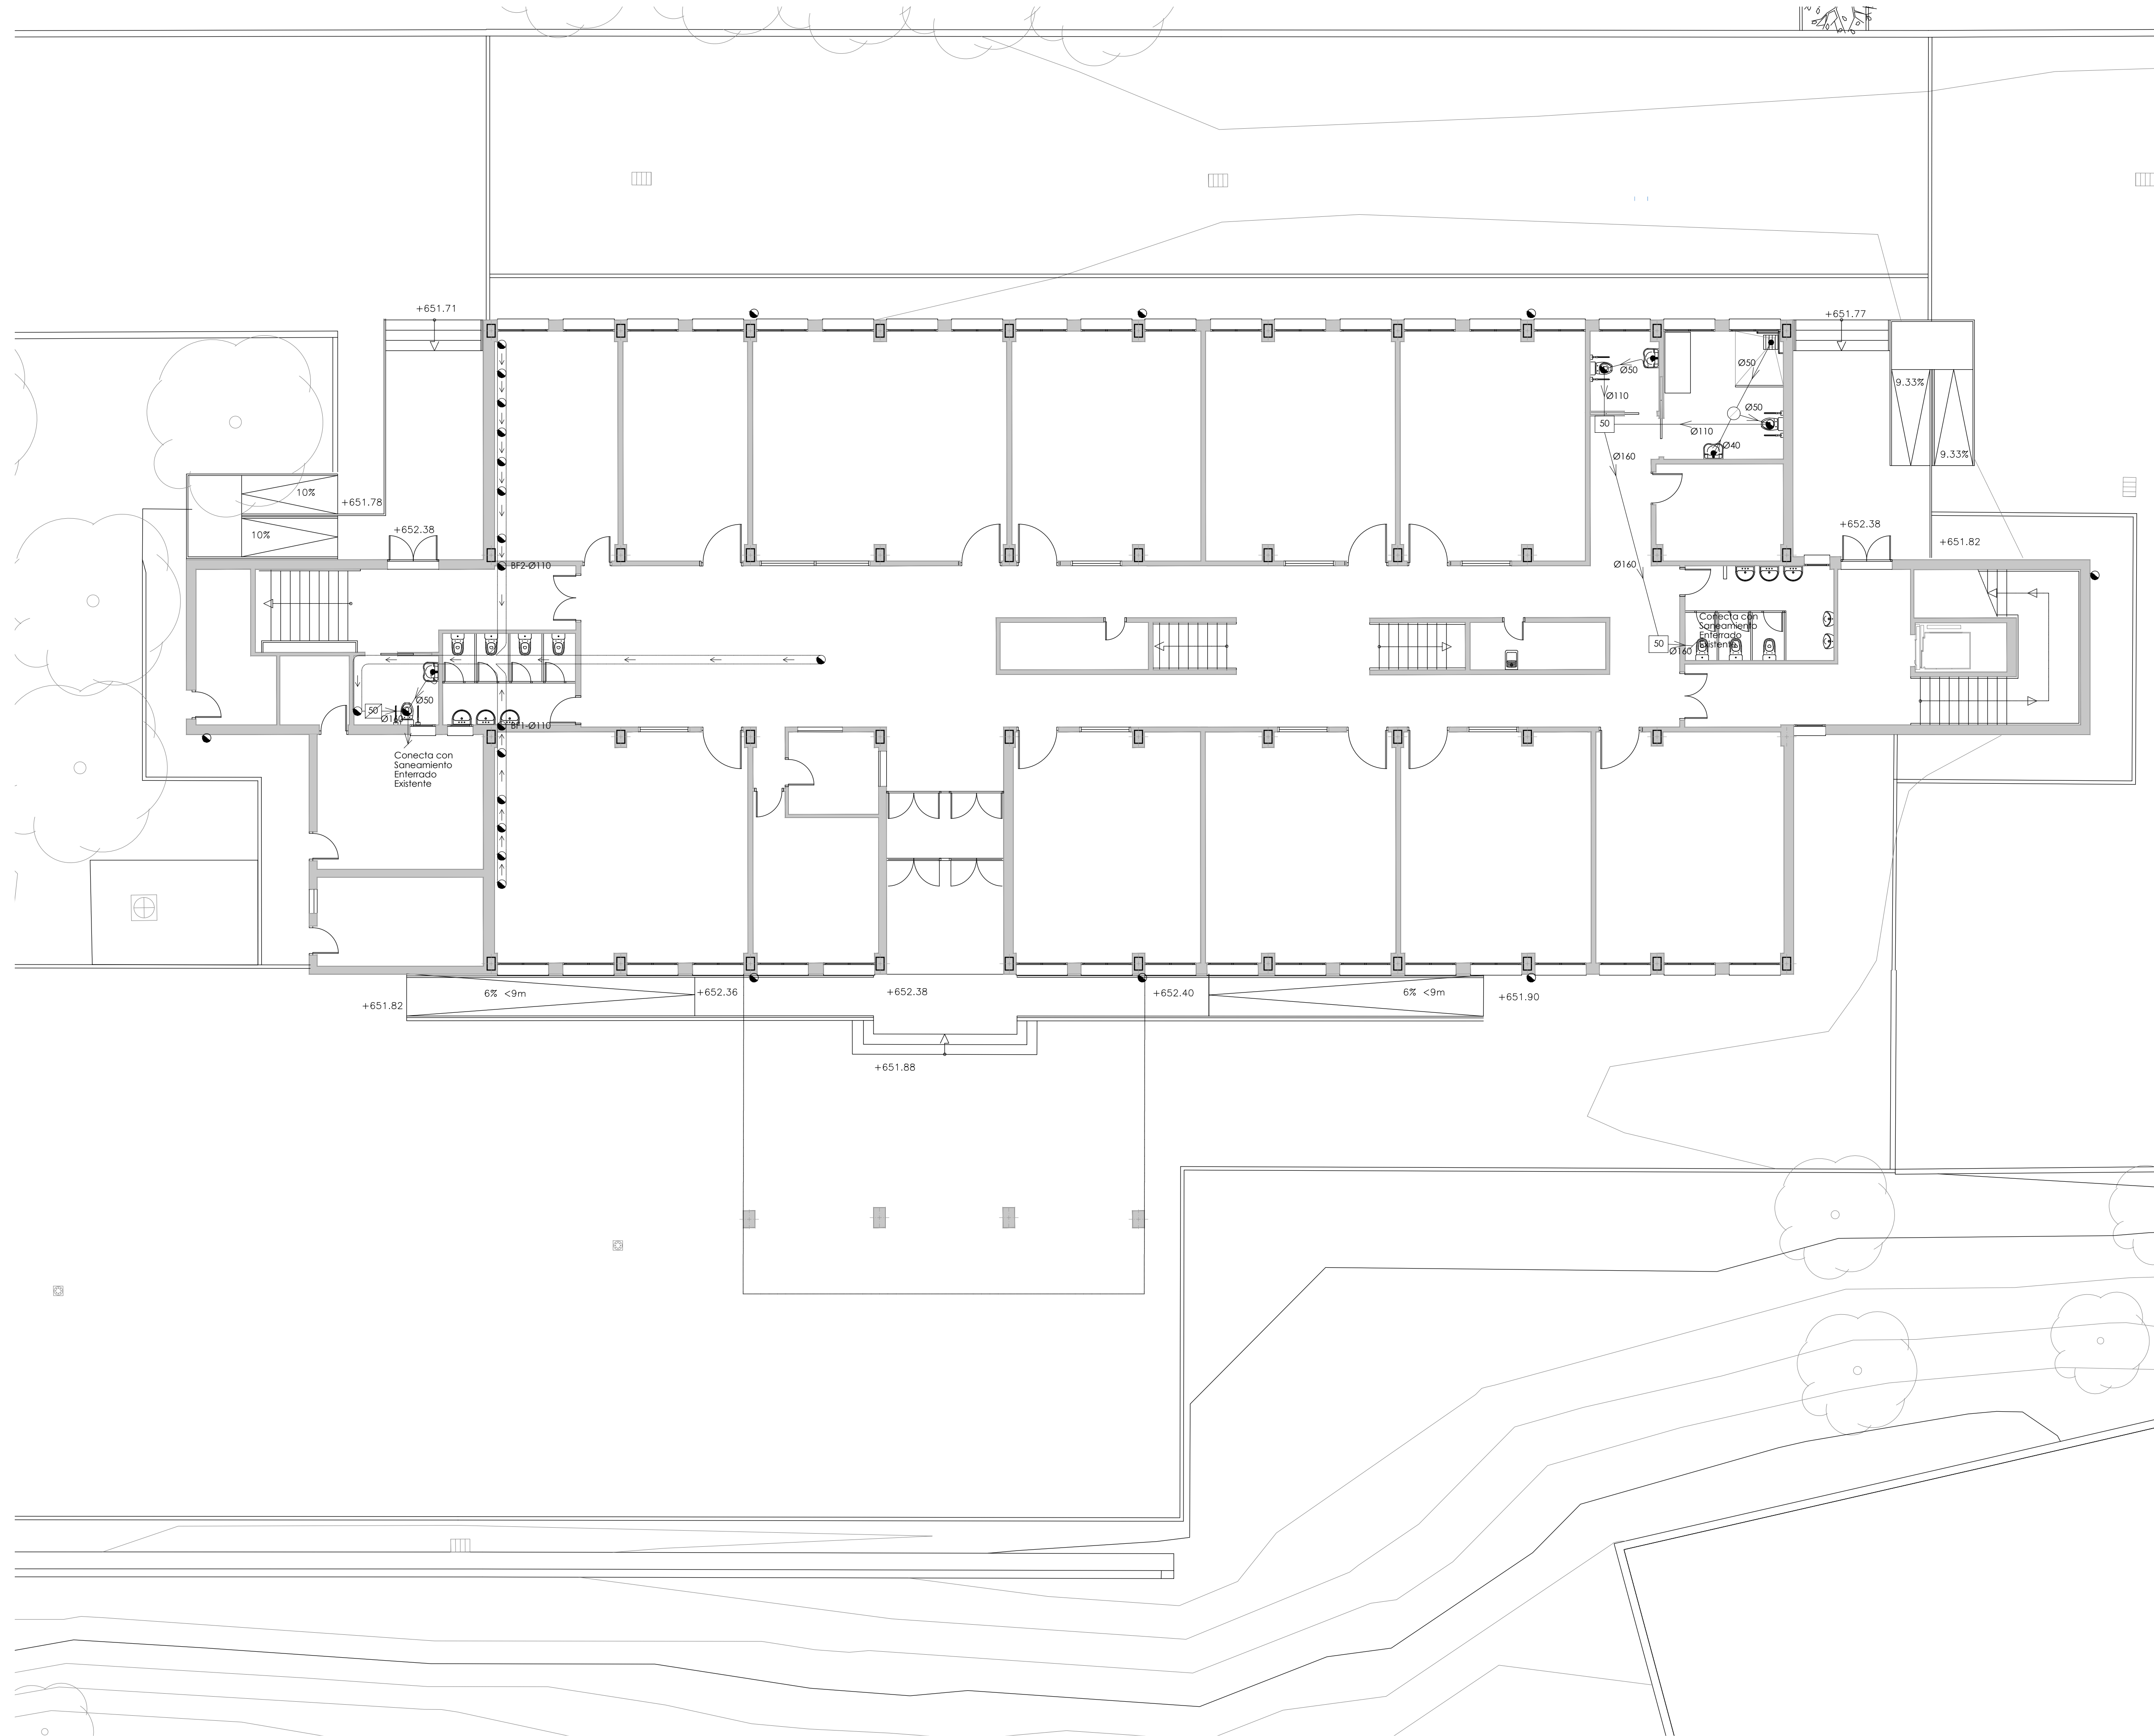 +651.71
+651.77
Ø50
Ø50
Ø110
9.33%
Ø50
50
Ø110
Ø40
9.33%
Ø160
10%
+651.78
+652.38
+652.38
10%
+651.82
BF2-Ø110
Ø160
Conecta con
Saneamiento
Enterrado
Existente
50
Ø160
Ø50
50
Ø160
BF1-Ø110
Conecta con
Saneamiento
Enterrado
Existente
6% <9m
+652.36
+652.38
+652.40
6% <9m
+651.90
+651.82
+651.88